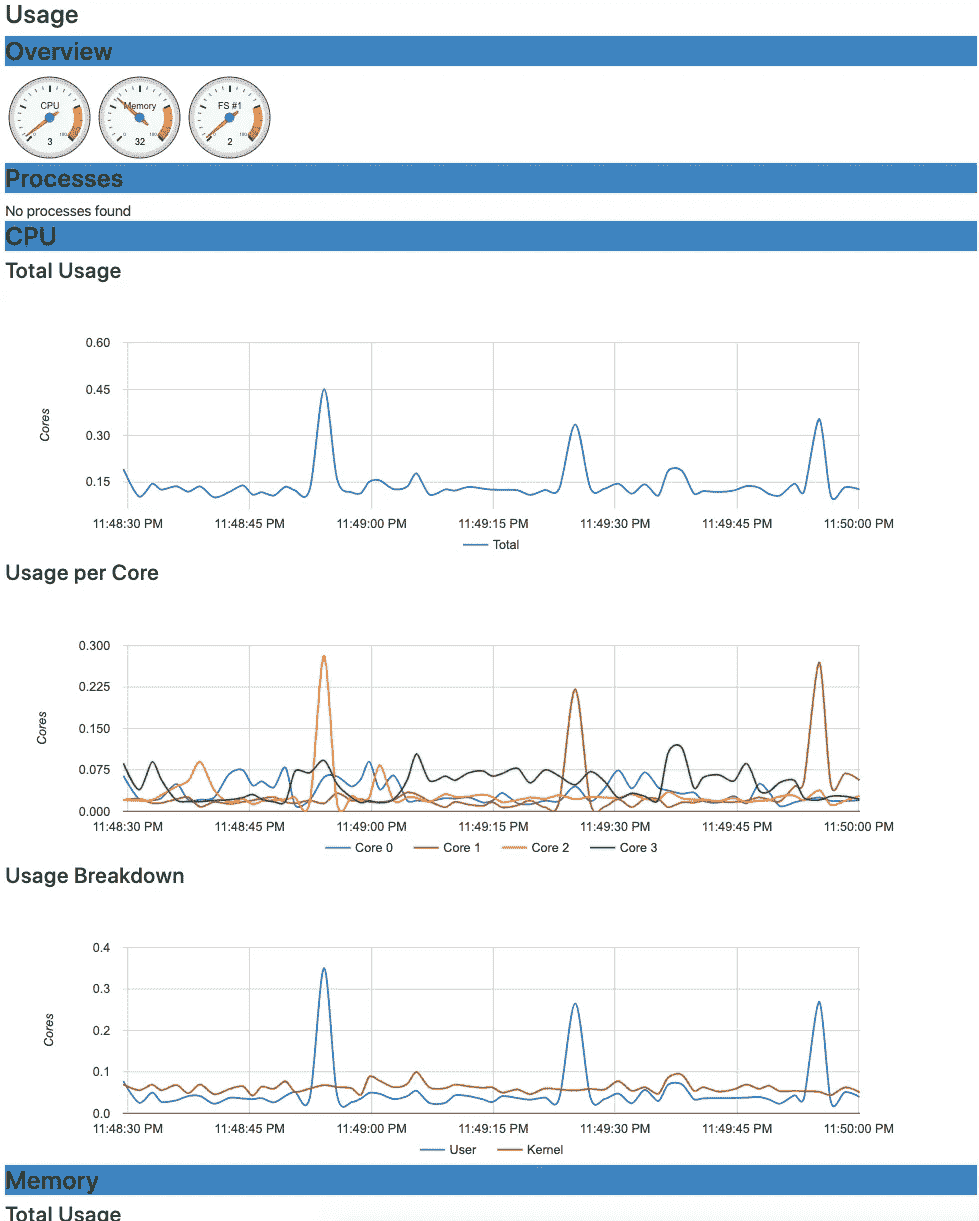 Usage
Overview
CPU Memory FS #1
0 100 0 100 0 100
3 32 2
Processes
No processes found
CPU
Total Usage
0.60
0.45
Cores
0.30
0.15
11:48:30 PM 11:48:45 PM 11:49:00 PM 11:49:15 PM 11:49:30 PM 11:49:45 PM 11:50:00 PM
Total
Usage per Core
0.300
0.225
Cores
0.150
0.075
0.000
11:48:30 PM 11:48:45 PM 11:49:00 PM 11:49:15 PM 11:49:30 PM 11:49:45 PM 11:50:00 PM
Core 0 Core 1 Core 2 Core 3
Usage Breakdown
0.4
0.3
Cores
0.2
0.1
0.0
11:48:30 PM 11:48:45 PM 11:49:00 PM 11:49:15 PM 11:49:30 PM 11:49:45 PM 11:50:00 PM
User Kernel
Memory
Total Usage